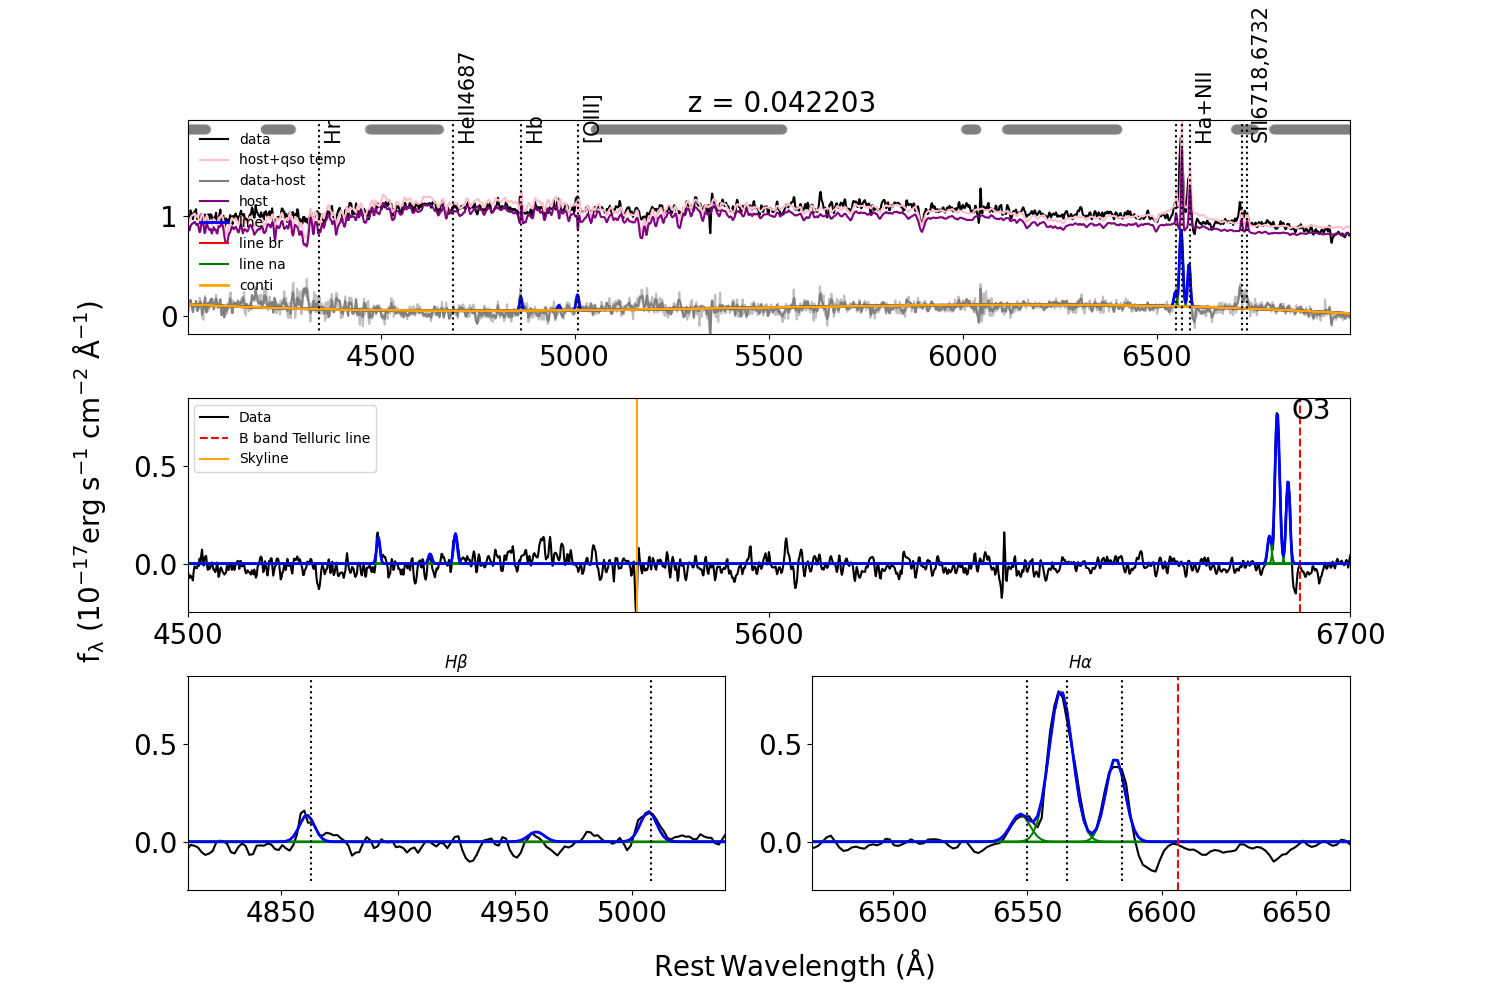 z = 0.042203
Hr
HeII4687
Hb
[OIII]
Ha+NII
SII6718,6732
data
host+qso temp
data-host
host
line
line br
line na
conti
1
0
4500
5000
5500
6000
6500
Data
B band Telluric line
Skyline
O3
0.5
0.0
4500
5600
6700
fλ (10⁻¹⁷erg s⁻¹ cm⁻² Å⁻¹)
Hβ
0.5
0.0
4850
4900
4950
5000
Hα
0.5
0.0
6500
6550
6600
6650
Rest Wavelength (Å)